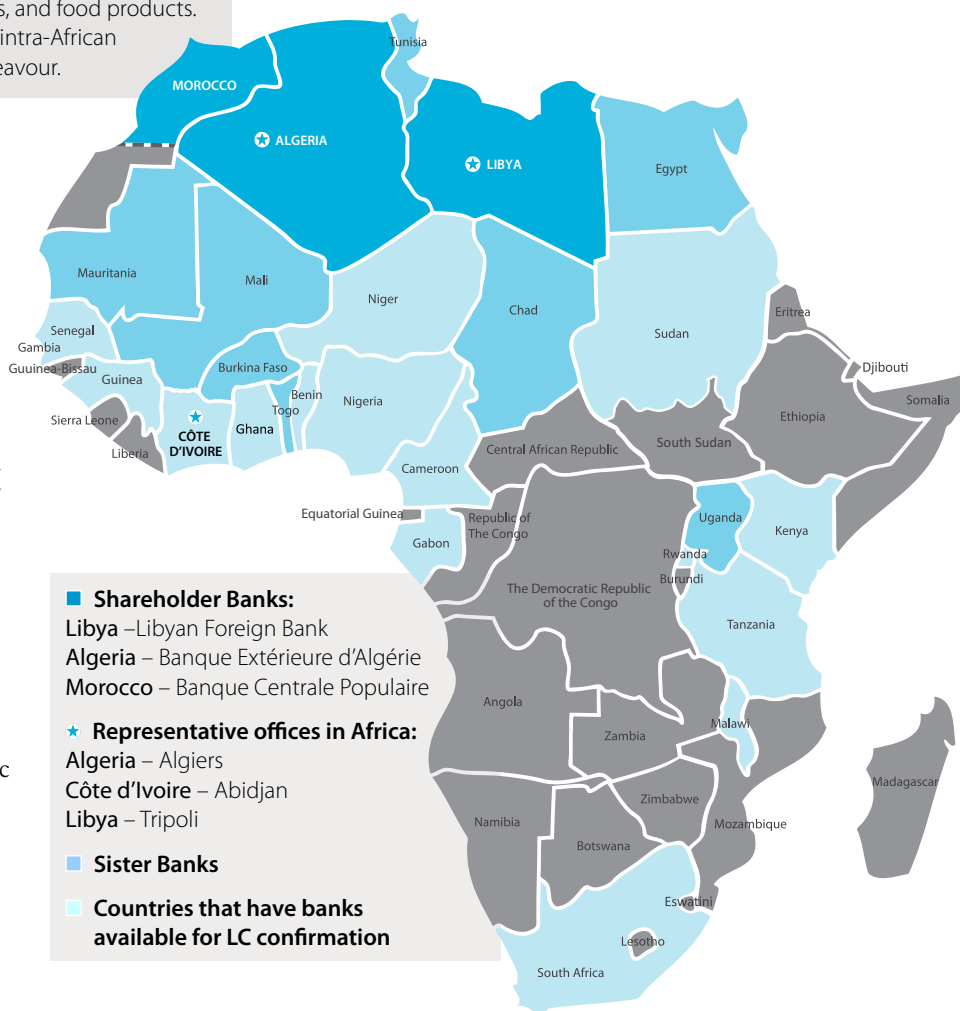 s, and food products.
intra-African
eavour.
Tunisia
MOROCCO
ALGERIA
LIBYA
Egypt
Mauritania
Mali
Niger
Chad
Sudan
Eritrea
Senegal
Gambia
Guuinea-Bissau
Guinea
Burkina Faso
Benin
Togo
Nigeria
Djibouti
Somalia
Ethiopia
Sierra Leone
Liberia
CÔTE
D'IVOIRE
Ghana
Cameroon
Central African Republic
South Sudan
Equatorial Guinea
Republic of
The Congo
Gabon
Uganda
Kenya
Rwanda
Burundi
The Democratic Republic
of the Congo
Tanzania
Angola
Zambia
Malawi
Madagascar
Zimbabwe
Mozambique
Namibia
Botswana
Eswatini
Lesotho
South Africa
Shareholder Banks:
Libya –Libyan Foreign Bank
Algeria – Banque Extérieure d'Algérie
Morocco – Banque Centrale Populaire
Representative offices in Africa:
Algeria – Algiers
Côte d'Ivoire – Abidjan
Libya – Tripoli
Sister Banks
Countries that have banks
available for LC confirmation
c